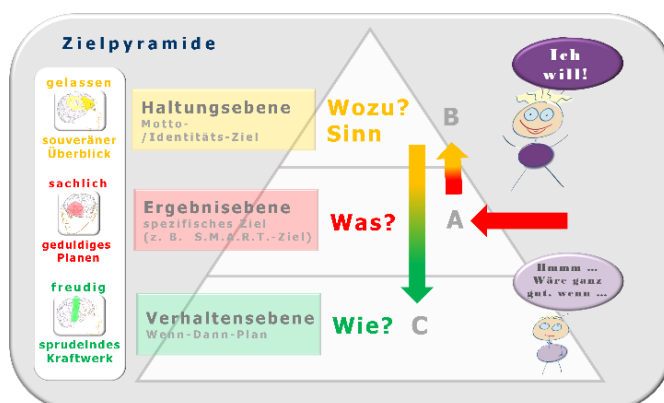 Zielpyramide
gelassen
souveräner
Überblick
sachlich
geduldiges
Planen
freudig
sprudelndes
Kraftwerk
Haltungsebene
Motto-
/Identitäts-Ziel
Wozu?
Sinn
B
Ergebnisebene
spezifisches Ziel
(z. B. S.M.A.R.T.-Ziel)
Was?
A
Verhaltensebene
Wenn-Dann-Plan
Wie?
C
Ich
will!
Hmmm ...
Wäre ganz
gut, wenn ...